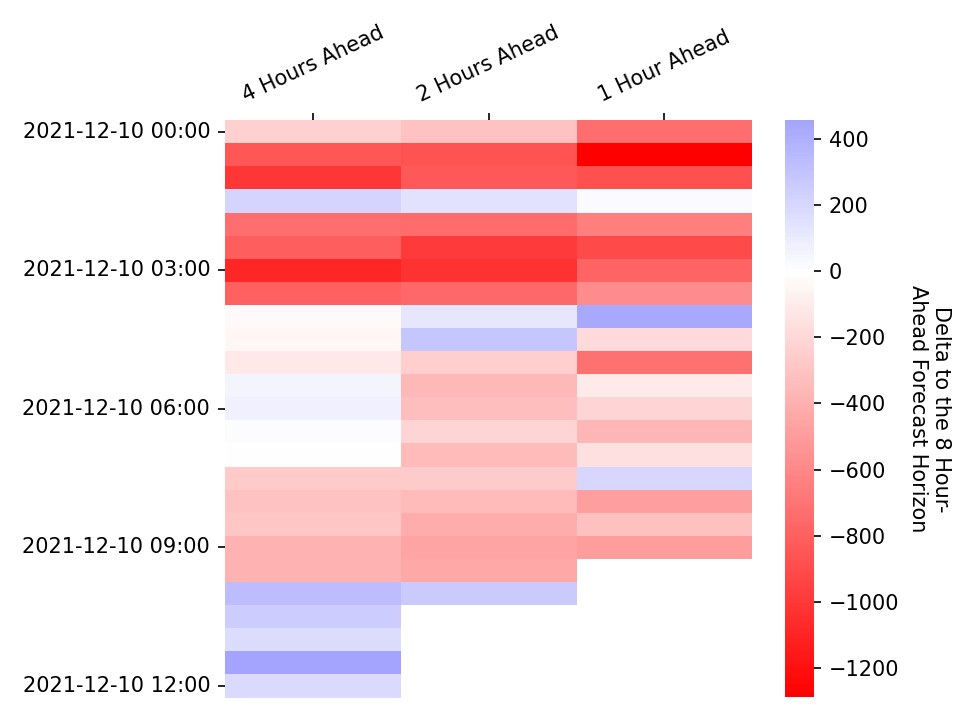 4 Hours Ahead
2 Hours Ahead
1 Hour Ahead
2021-12-10 00:00
2021-12-10 03:00
2021-12-10 06:00
2021-12-10 09:00
2021-12-10 12:00
400
200
0
−200
−400
−600
−800
−1000
−1200
Delta to the 8 Hour-
Ahead Forecast Horizon